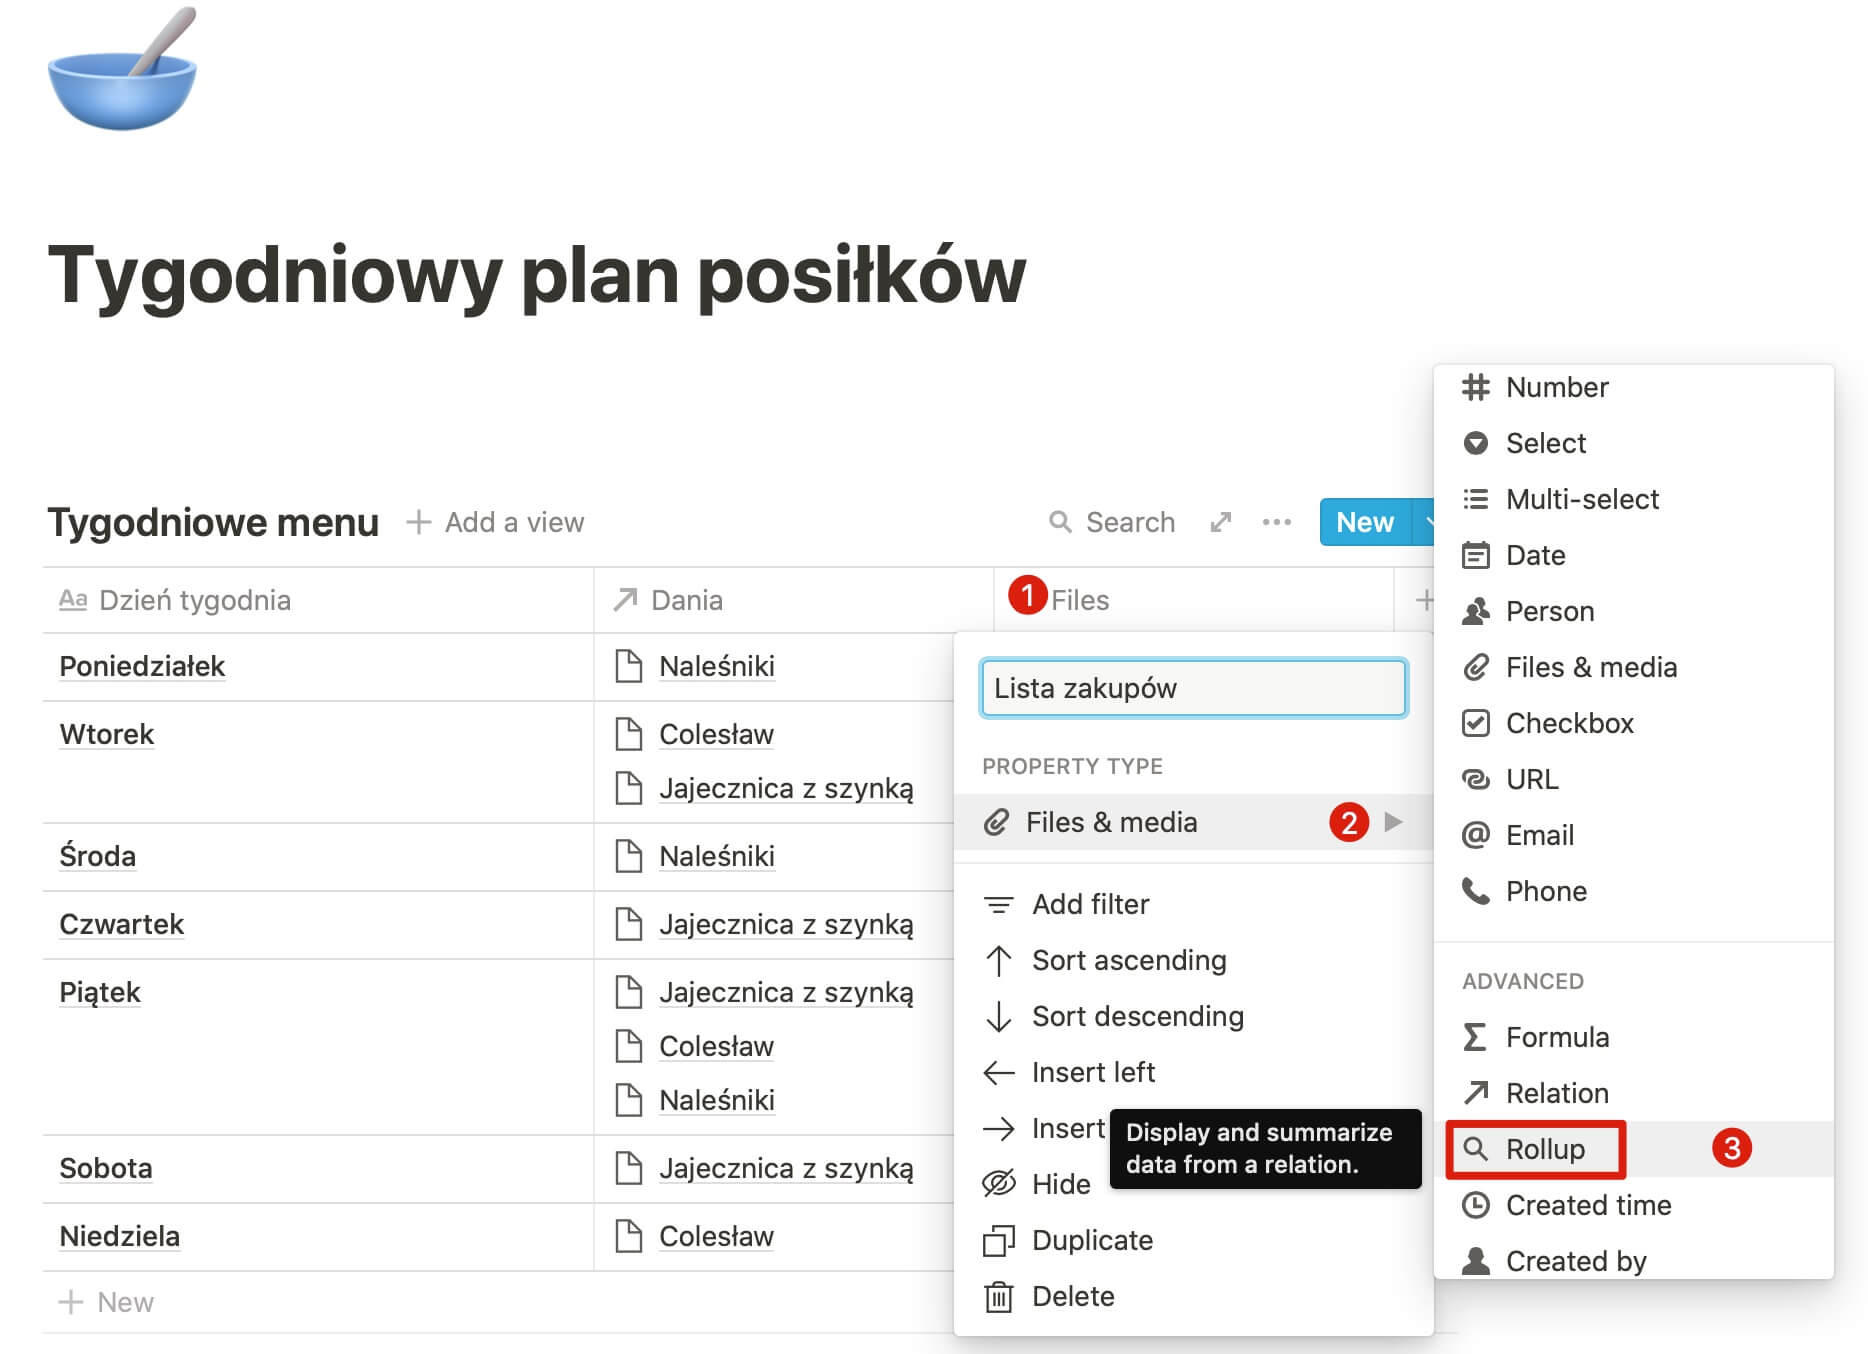 Tygodniowy plan posiłków
Tygodniowe menu
Add a view
Search
New
Aa Dzień tygodnia
Dania
1 Files
Poniedziałek
Naleśniki
Wtorek
Colesław
Jajecznica z szynką
Środa
Naleśniki
Czwartek
Jajecznica z szynką
Piątek
Jajecznica z szynką
Colesław
Naleśniki
Sobota
Jajecznica z szynką
Niedziela
Colesław
New
Lista zakupów
PROPERTY TYPE
Files & media 2
Add filter
Sort ascending
Sort descending
Insert left
Insert
Hide
Duplicate
Delete
Display and summarize
data from a relation.
Number
Select
Multi-select
Date
Person
Files & media
Checkbox
URL
Email
Phone
ADVANCED
Formula
Relation
Rollup 3
Created time
Created by